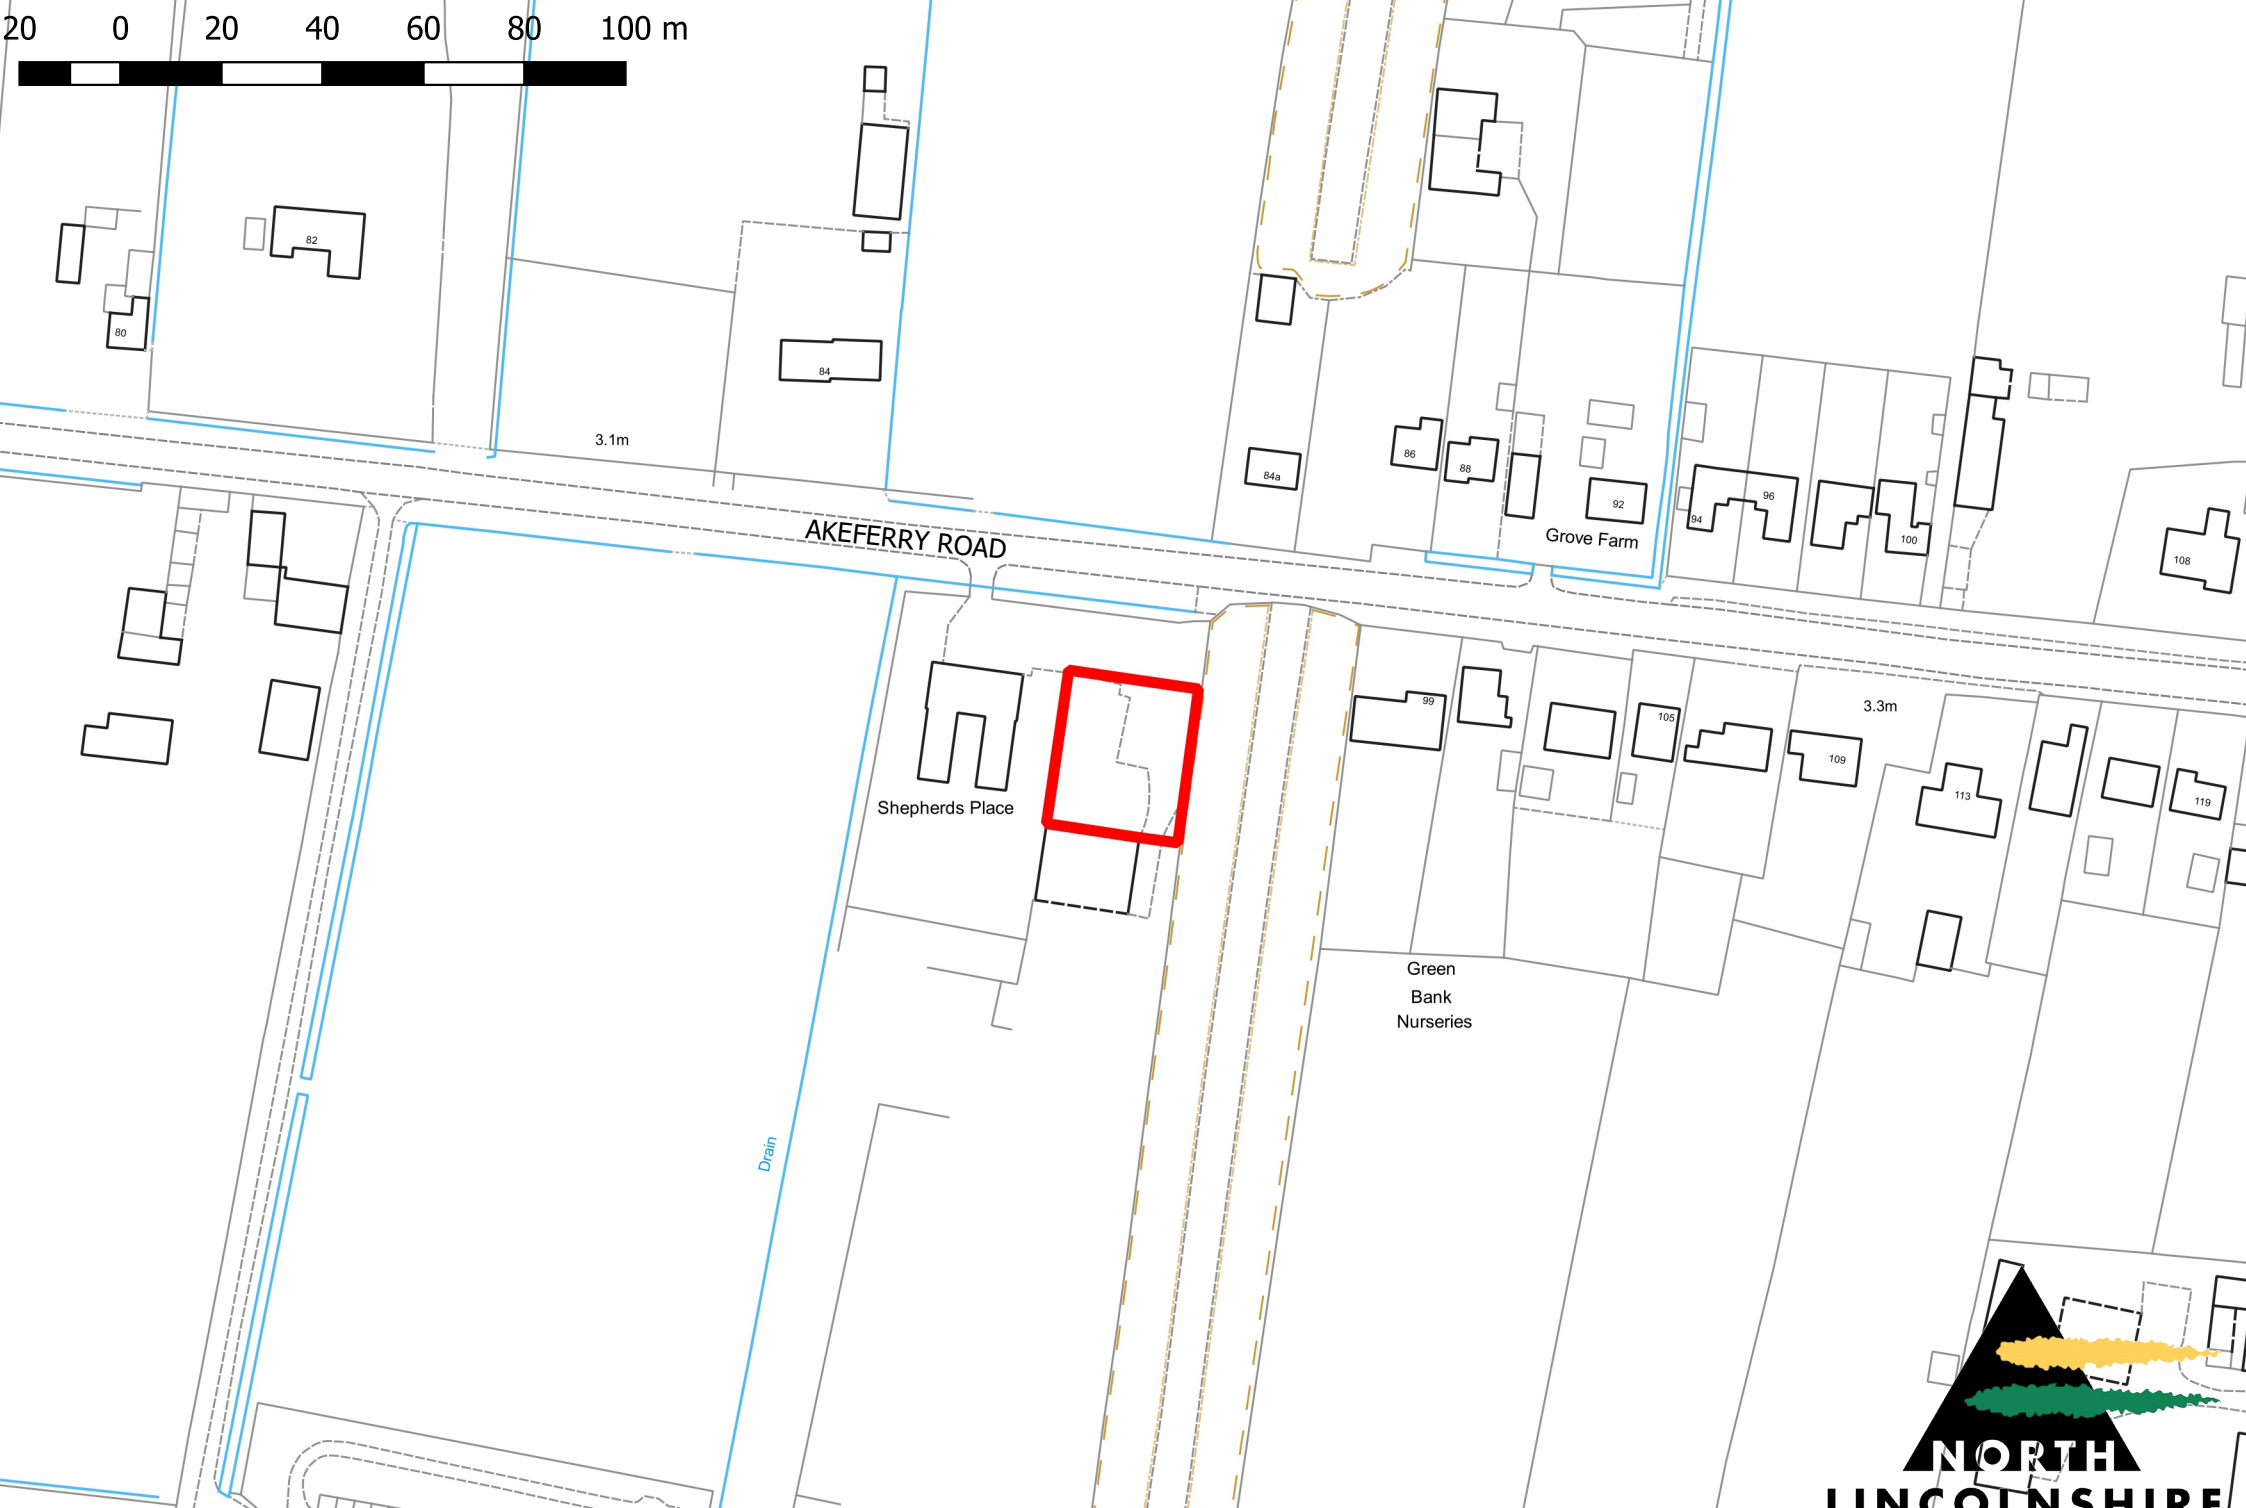 20 0 20 40 60 80 100 m
82
80
84
3.1m
AKEFERRY ROAD
84a
86
88
92
Grove Farm
94
96
100
108
99
105
109
3.3m
113
119
Shepherds Place
Green
Bank
Nurseries
Drain
NORTH
LINCOLNSHIRE